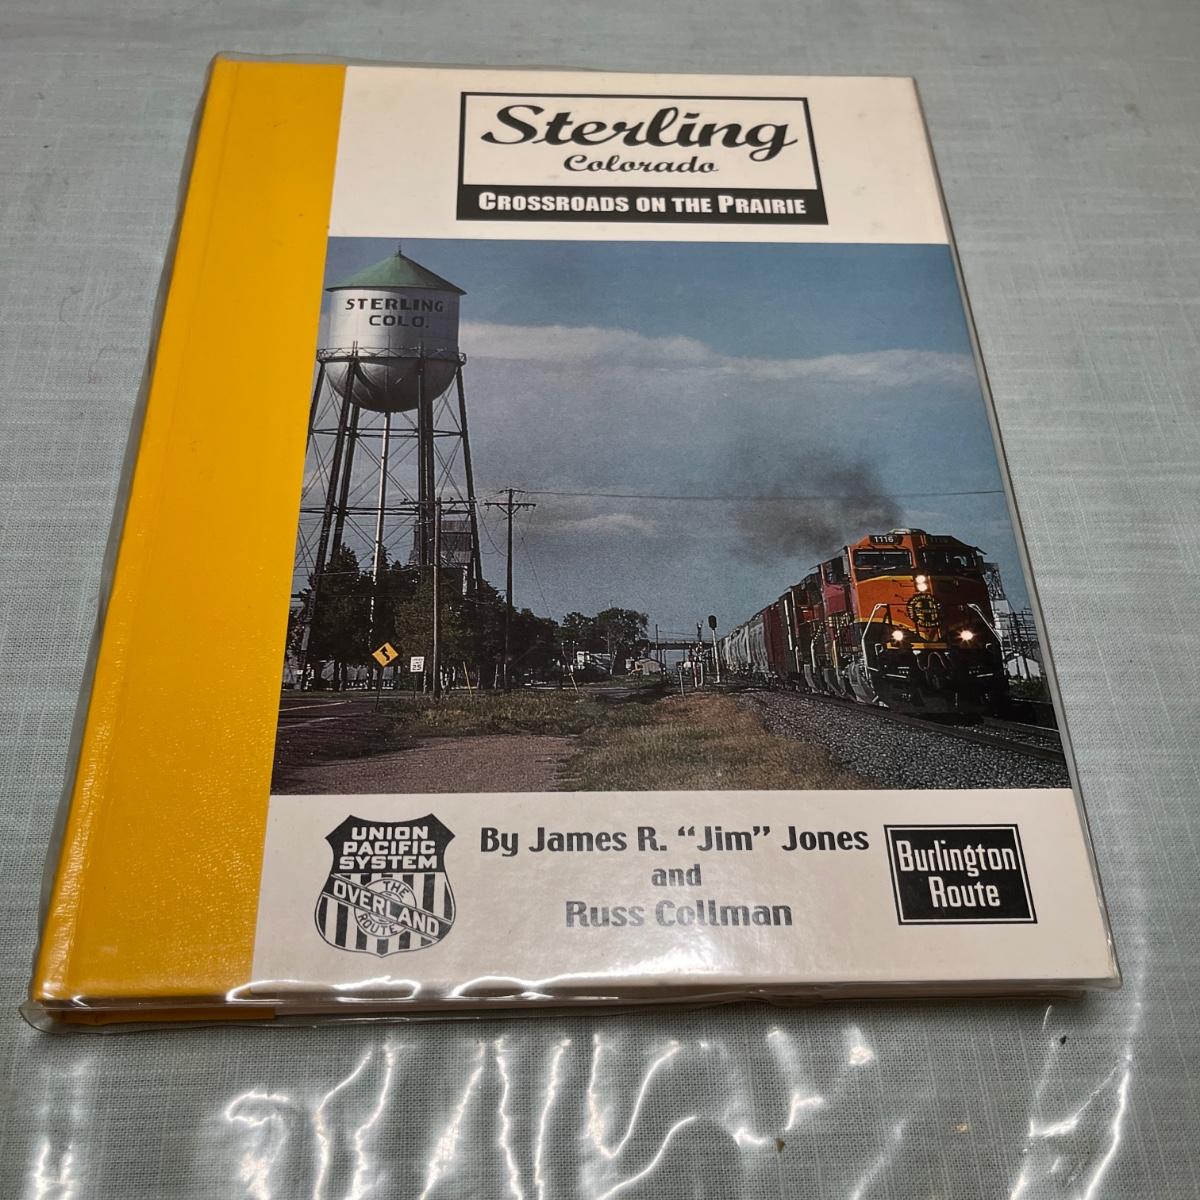 Sterling
Colorado
CROSSROADS ON THE PRAIRIE
STERLING
COLO.
1116
25
UNION
PACIFIC
SYSTEM
THE
OVERLAND
ROUTE
By James R. “Jim” Jones
and
Russ Collman
Burlington
Route